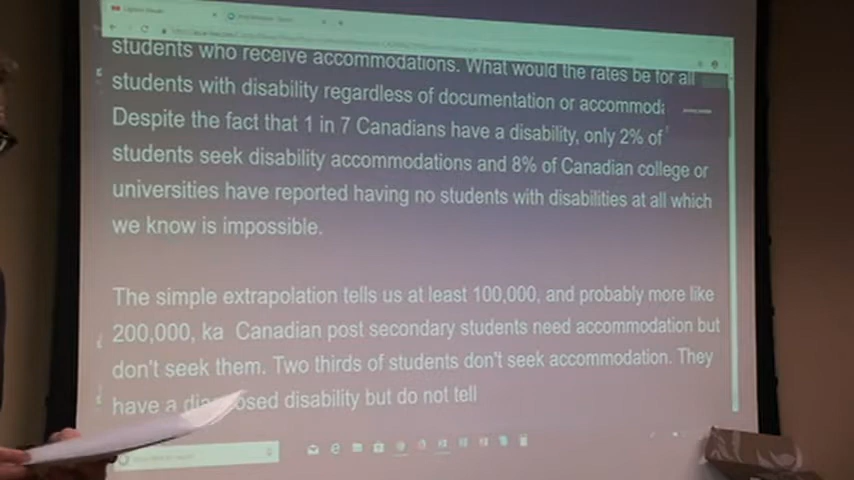 students who receive accommodations. What would the rates be for all
students with disability regardless of documentation or accommoda
Despite the fact that 1 in 7 Canadians have a disability, only 2% of
students seek disability accommodations and 8% of Canadian college or
universities have reported having no students with disabilities at all which
we know is impossible.
The simple extrapolation tells us at least 100,000, and probably more like
200,000, ka Canadian post secondary students need accommodation but
don't seek them. Two thirds of students don't seek accommodation. They
have a diagnosed disability but do not tell